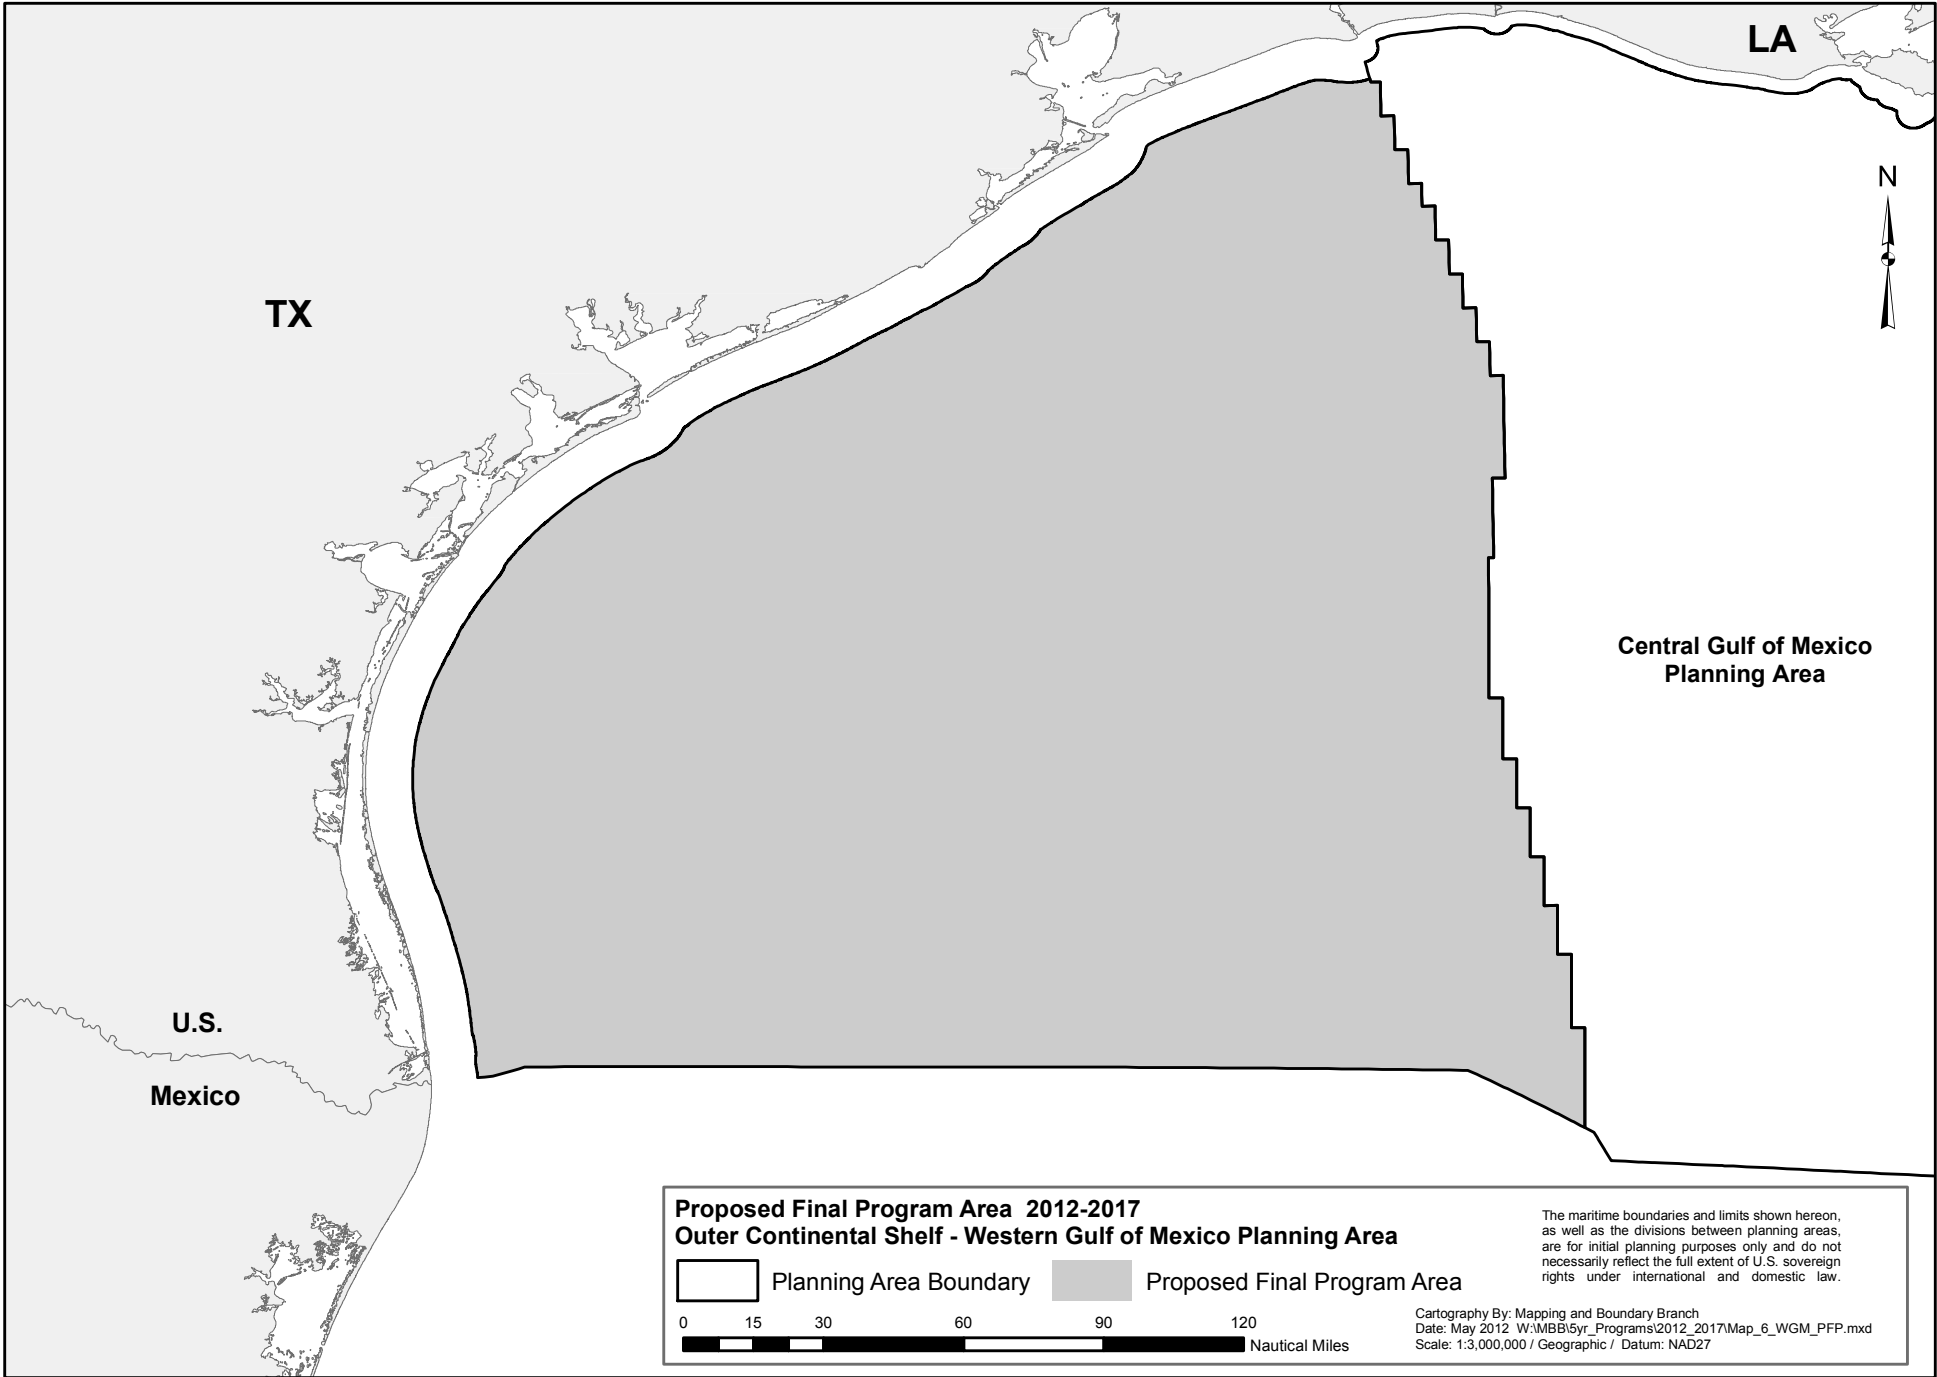 LA
N
TX
Central Gulf of Mexico
Planning Area
U.S.
Mexico
Proposed Final Program Area 2012-2017
Outer Continental Shelf - Western Gulf of Mexico Planning Area
Planning Area Boundary
Proposed Final Program Area
0 15 30 60 90 120
Nautical Miles
The maritime boundaries and limits shown hereon,
as well as the divisions between planning areas,
are for initial planning purposes only and do not
necessarily reflect the full extent of U.S. sovereign
rights under international and domestic law.
Cartography By: Mapping and Boundary Branch
Date: May 2012 W:\MBB\5yr_Programs\2012_2017\Map_6_WGM_PFP.mxd
Scale: 1:3,000,000 / Geographic / Datum: NAD27